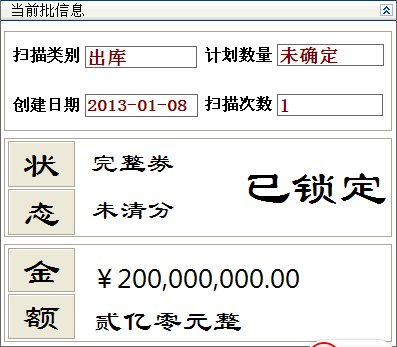 当前批信息
扫描类别 出库 计划数量 未确定
创建日期 2013-01-08 扫描次数 1
状态 完整券 已锁定
未清分
金额 ¥200,000,000.00
贰亿零元整